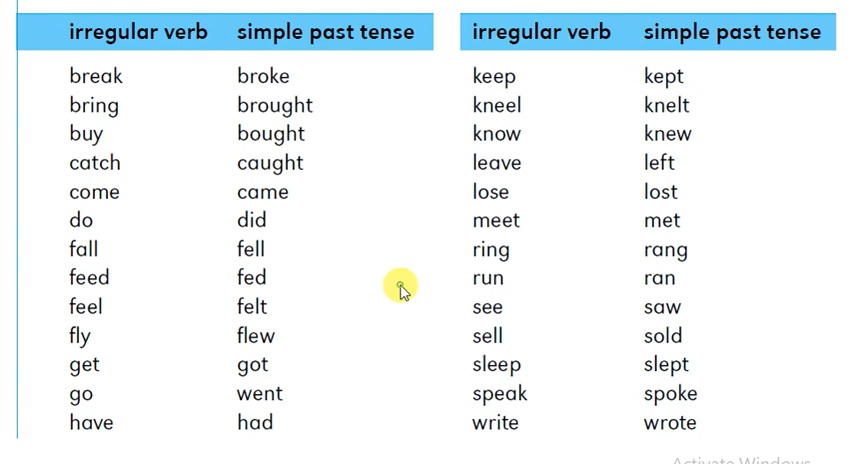 irregular verb simple past tense
break broke
bring brought
buy bought
catch caught
come came
do did
fall fell
feed fed
feel felt
fly flew
get got
go went
have had
irregular verb simple past tense
keep kept
kneel knelt
know knew
leave left
lose lost
meet met
ring rang
run ran
see saw
sell sold
sleep slept
speak spoke
write wrote
Activate Windows